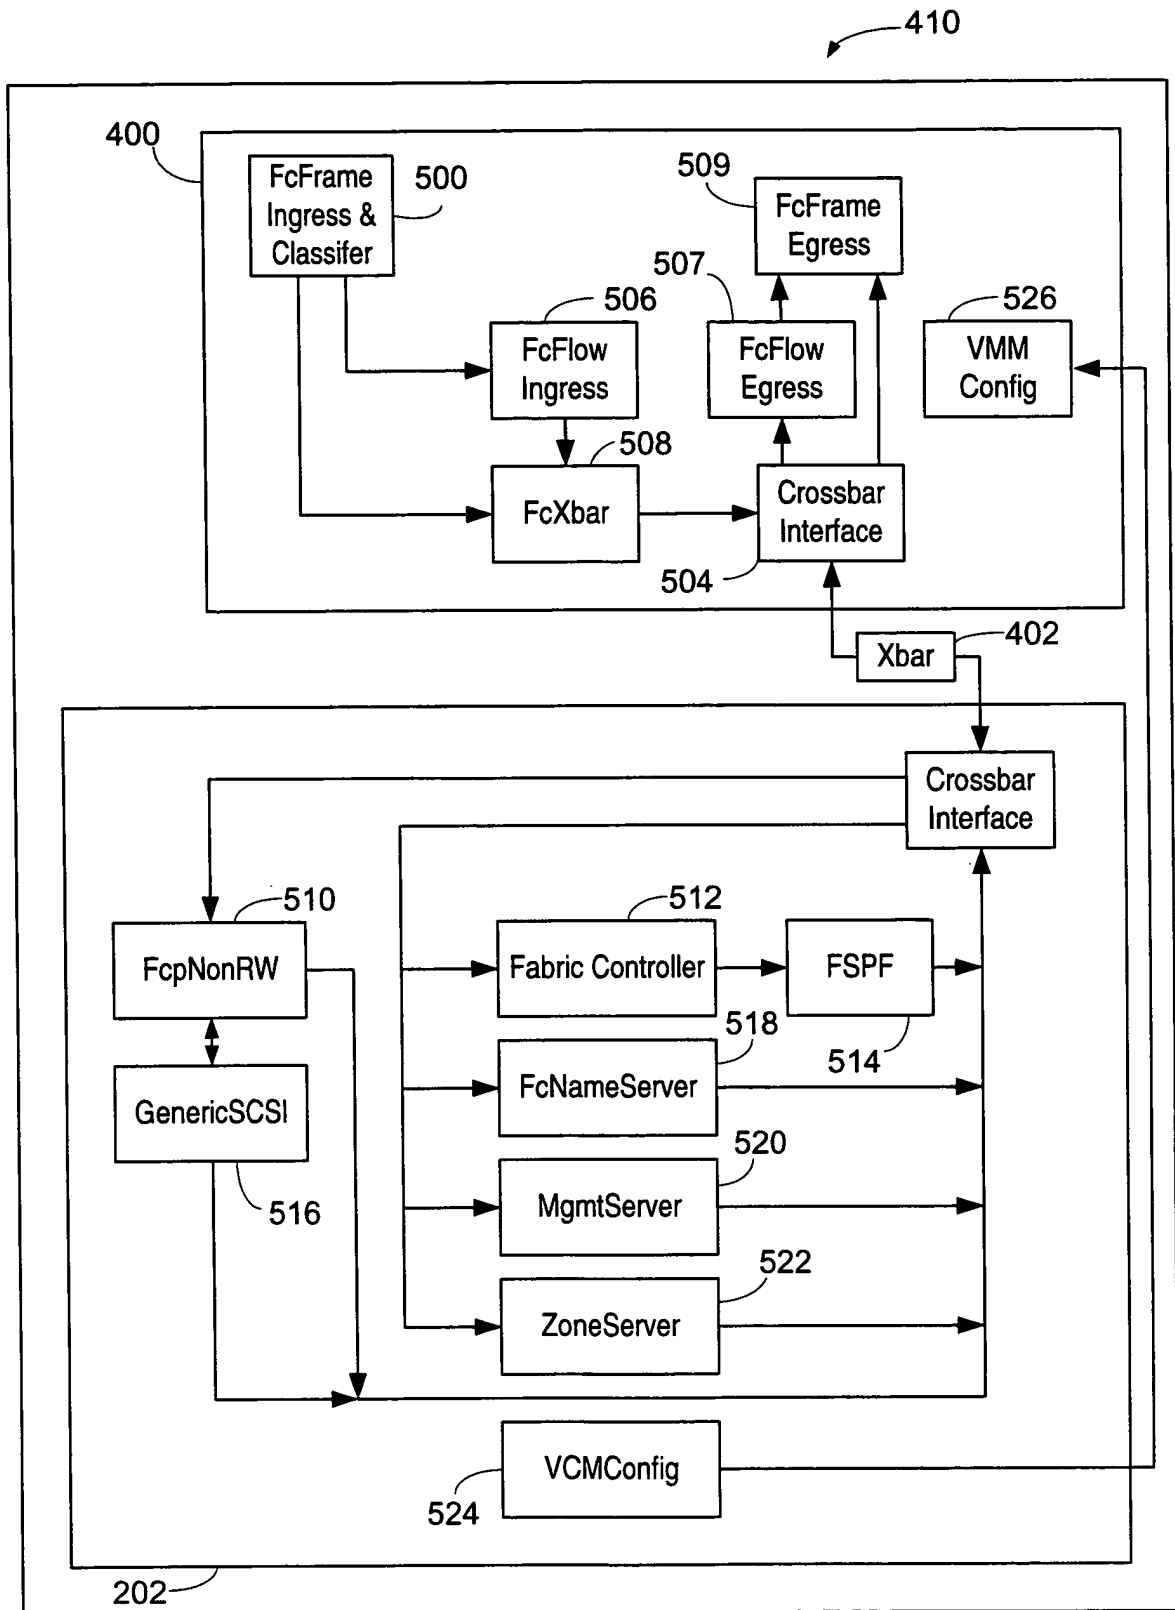 410
400
FcFrame
Ingress &
Classifer
500
509
FcFrame
Egress
507
506
526
FcFlow
Ingress
FcFlow
Egress
VMM
Config
508
FcXbar
Crossbar
Interface
504
402
Xbar
Crossbar
Interface
510
512
FcpNonRW
Fabric Controller
FSPF
518
514
GenericSCSI
FcNameServer
516
520
MgmtServer
522
ZoneServer
VCMConfig
524
202